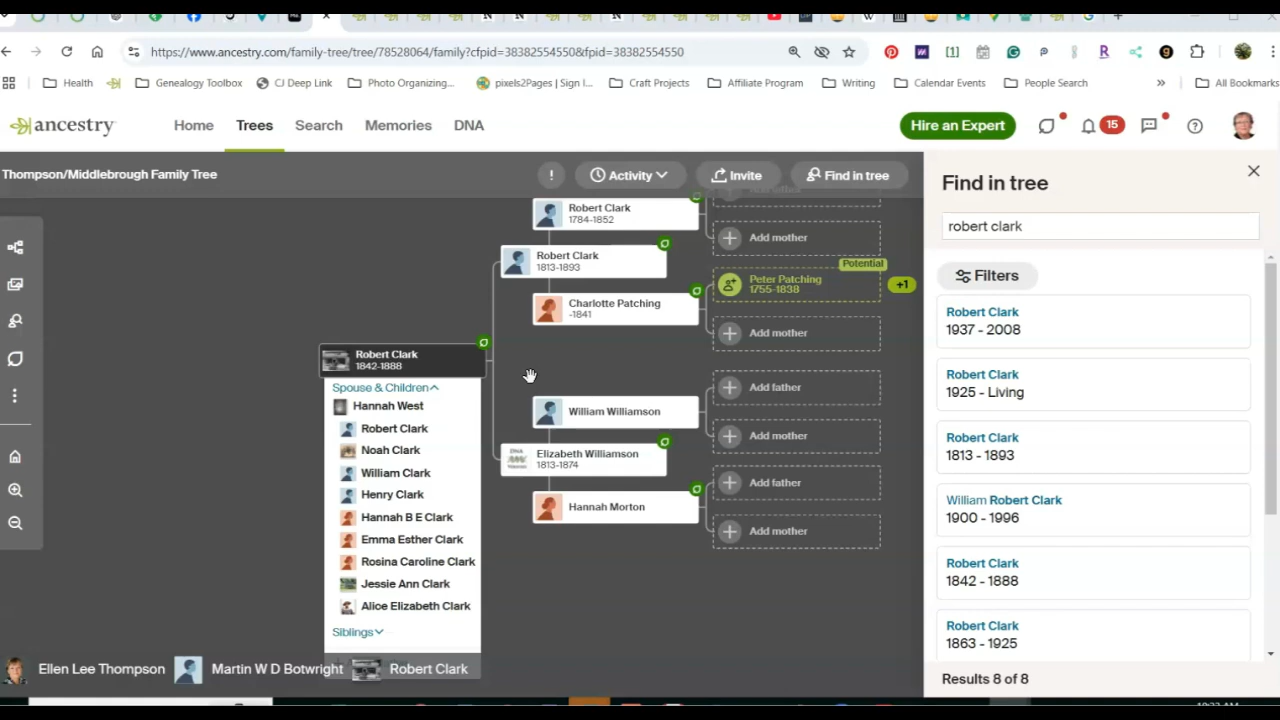 https://www.ancestry.com/family-tree/tree/78528064/family?cfpid=38382554550&fpid=38382554550
Health
Genealogy Toolbox
CJ Deep Link
Photo Organizing...
pixels2Pages | Sign I...
Craft Projects
Affiliate Program
Writing
Calendar Events
People Search
»
All Bookmarks
ancestry
Home
Trees
Search
Memories
DNA
Hire an Expert
15
Thompson/Middlebrough Family Tree
!
Activity
Invite
Find in tree
Find in tree
robert clark
Filters
Robert Clark
1937 - 2008
Robert Clark
1925 - Living
Robert Clark
1813 - 1893
William Robert Clark
1900 - 1996
Robert Clark
1842 - 1888
Robert Clark
1863 - 1925
Results 8 of 8
Robert Clark
1784-1852
Add mother
Robert Clark
1813-1893
Potential
Peter Patching
1755-1838
+1
Charlotte Patching
-1841
Add mother
Robert Clark
1842-1888
Spouse & Children
Hannah West
Robert Clark
Noah Clark
William Clark
Henry Clark
Hannah B E Clark
Emma Esther Clark
Rosina Caroline Clark
Jessie Ann Clark
Alice Elizabeth Clark
Siblings
Add father
William Williamson
Add mother
DNA
Elizabeth Williamson
1813-1874
Add father
Hannah Morton
Add mother
Ellen Lee Thompson
Martin W D Botwright
Robert Clark